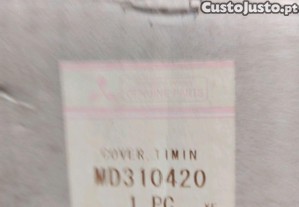 CustoJusto.pt
COVER, TIMIN
MD310420
1 PC